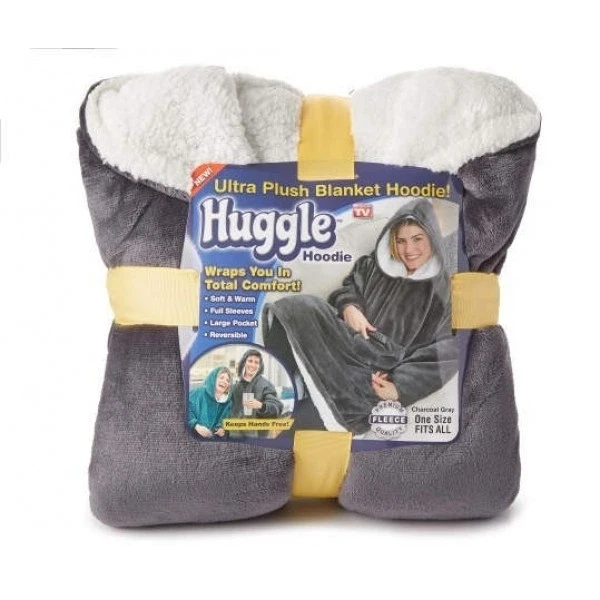 NEW!
Ultra Plush Blanket Hoodie!
AS SEEN ON
TV
Huggle™
Hoodie
Wraps You In
Total Comfort!
• Soft & Warm
• Full Sleeves
• Large Pocket
• Reversible
Keeps Hands Free!
PREMIUM
FLEECE
QUALITY
Charcoal Gray
One Size
FITS ALL